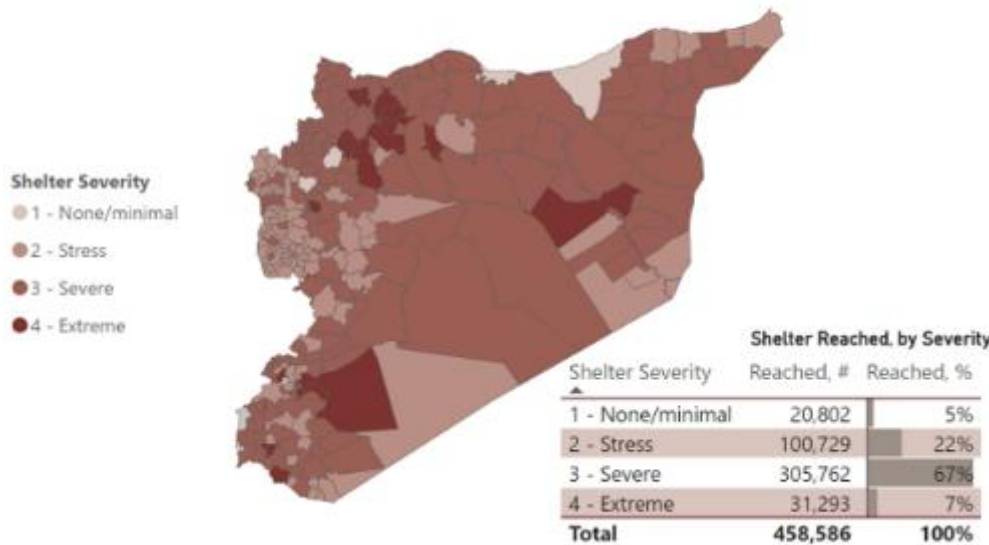 Shelter Severity
1 - None/minimal
2 - Stress
3 - Severe
4 - Extreme
Shelter Reached, by Severity
Shelter Severity Reached, # Reached, %
1 - None/minimal 20,802 5%
2 - Stress 100,729 22%
3 - Severe 305,762 67%
4 - Extreme 31,293 7%
Total 458,586 100%